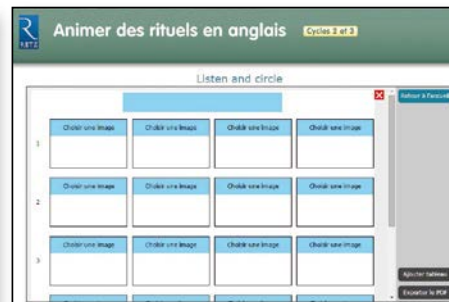 RETZ
Animer des rituels en anglais
Cycles 2 et 3
Listen and circle
Retour à l'accueil
1
Choisir une image Choisir une image Choisir une image Choisir une image
2
Choisir une image Choisir une image Choisir une image Choisir une image
3
Choisir une image Choisir une image Choisir une image Choisir une image
Ajouter tableau
Exporter le PDF